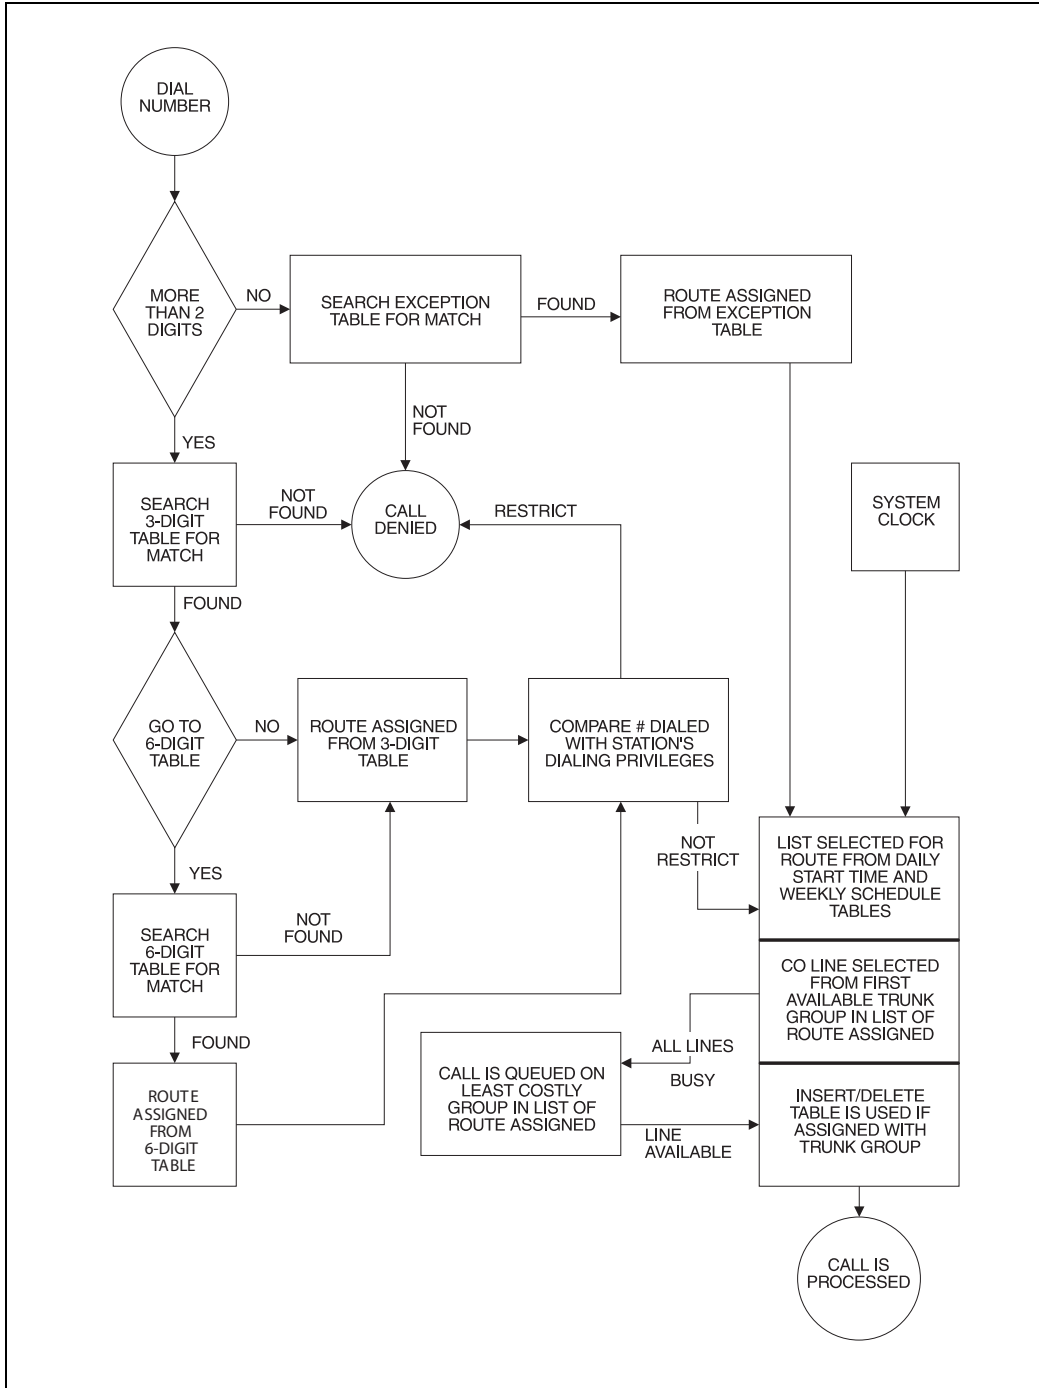 DIAL
NUMBER
MORE
THAN 2
DIGITS
NO
SEARCH EXCEPTION
TABLE FOR MATCH
FOUND
ROUTE ASSIGNED
FROM EXCEPTION
TABLE
NOT
FOUND
YES
SEARCH
3-DIGIT
TABLE FOR
MATCH
NOT
FOUND
CALL
DENIED
RESTRICT
SYSTEM
CLOCK
FOUND
GO TO
6-DIGIT
TABLE
NO
ROUTE ASSIGNED
FROM 3-DIGIT
TABLE
COMPARE # DIALED
WITH STATION'S
DIALING PRIVILEGES
NOT
RESTRICT
LIST SELECTED FOR
ROUTE FROM DAILY
START TIME AND
WEEKLY SCHEDULE
TABLES
YES
SEARCH
6-DIGIT
TABLE FOR
MATCH
NOT
FOUND
CO LINE SELECTED
FROM FIRST
AVAILABLE TRUNK
GROUP IN LIST OF
ROUTE ASSIGNED
FOUND
ALL LINES
BUSY
ROUTE
ASSIGNED
FROM
6-DIGIT
TABLE
CALL IS QUEUED ON
LEAST COSTLY
GROUP IN LIST OF
ROUTE ASSIGNED
LINE
AVAILABLE
INSERT/DELETE
TABLE IS USED IF
ASSIGNED WITH
TRUNK GROUP
CALL IS
PROCESSED